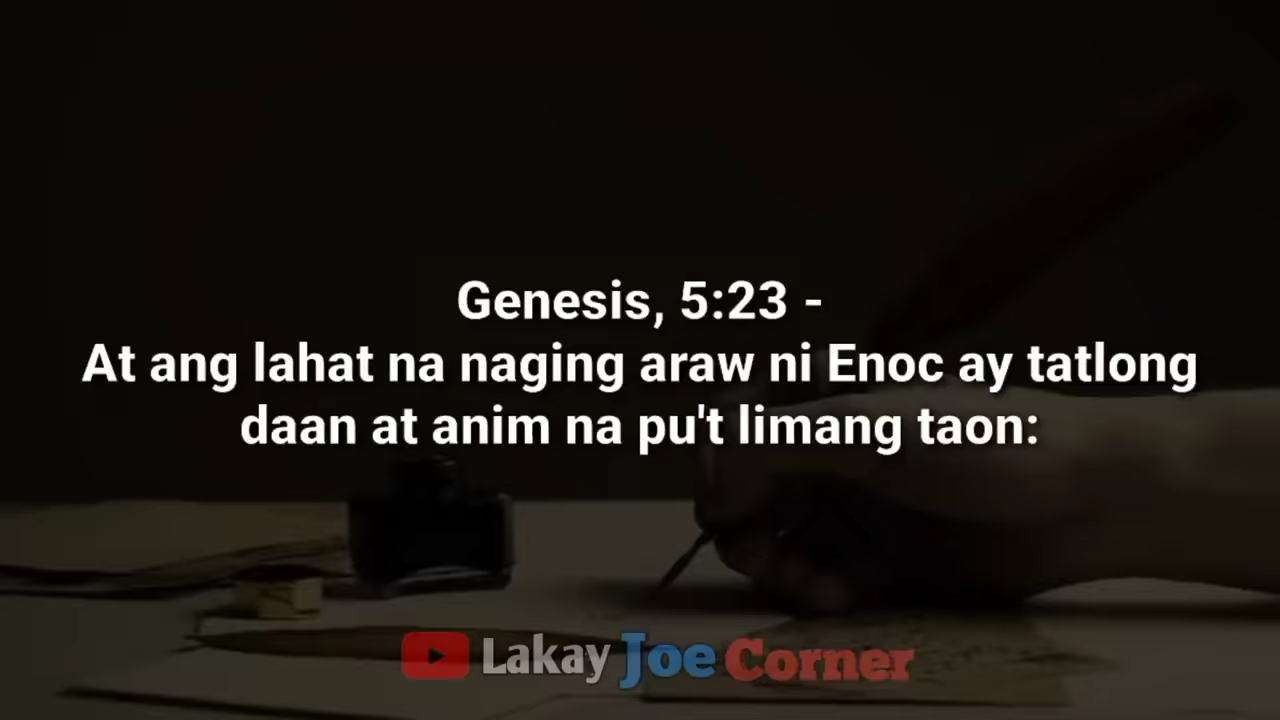 Genesis, 5:23 -
At ang lahat na naging araw ni Enoc ay tatlong
daan at anim na pu't limang taon:
Lakay Joe Corner